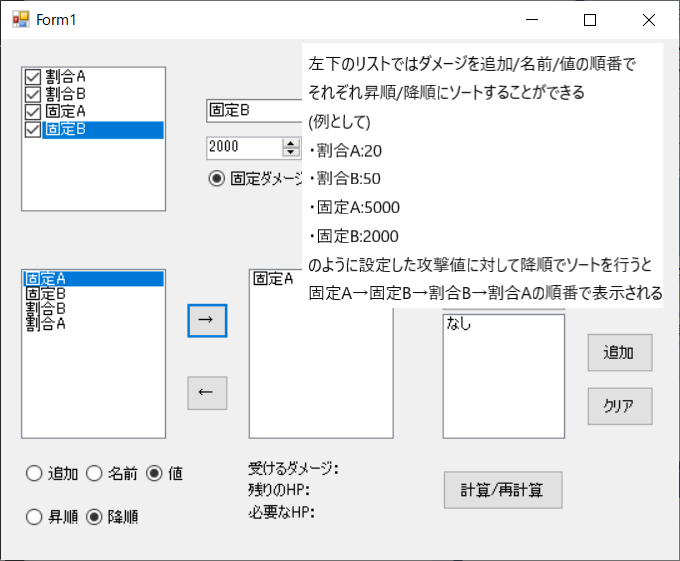 Form1
割合A
割合B
固定A
固定B
固定B
2000
固定ダメージ
左下のリストではダメージを追加/名前/値の順番で
それぞれ昇順/降順にソートすることができる
(例として)
・割合A:20
・割合B:50
・固定A:5000
・固定B:2000
のように設定した攻撃値に対して降順でソートを行うと
固定A→固定B→割合B→割合Aの順番で表示される
固定A
固定B
割合B
割合A
→
←
固定A
なし
追加
クリア
追加 名前 値
昇順 降順
受けるダメージ:
残りのHP:
必要なHP:
計算/再計算